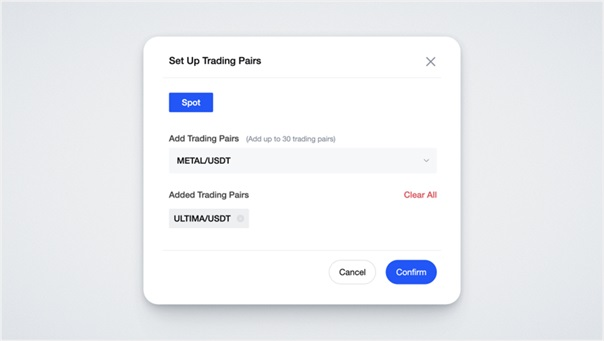 Set Up Trading Pairs
Spot
Add Trading Pairs (Add up to 30 trading pairs)
METAL/USDT
Added Trading Pairs Clear All
ULTIMA/USDT
Cancel Confirm